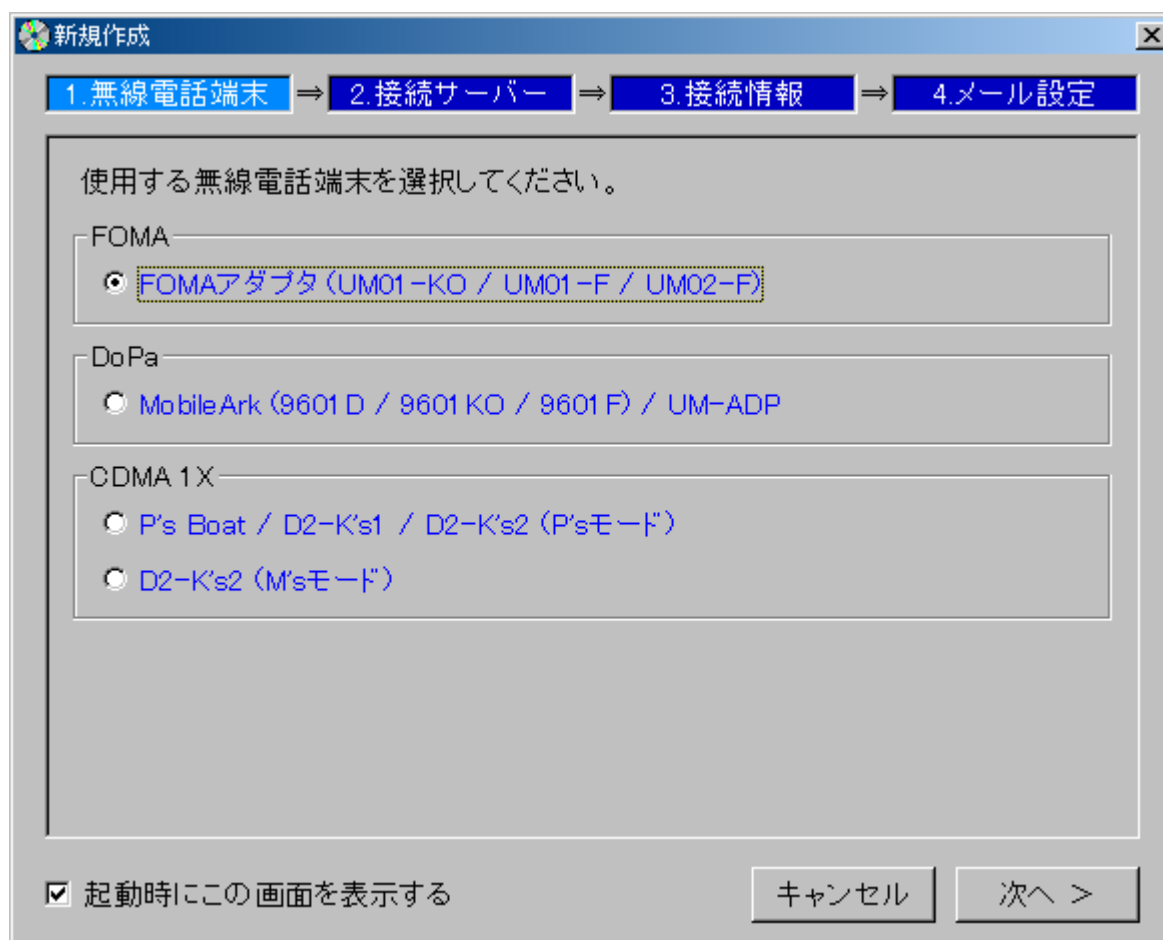 新規作成
1.無線電話端末 ⇒ 2.接続サーバー ⇒ 3.接続情報 ⇒ 4.メール設定
使用する無線電話端末を選択してください。
FOMA
FOMAアダプタ(UM01-KO / UM01-F / UM02-F)
DoPa
MobileArk (9601D / 9601KO / 9601F) / UM-ADP
CDMA 1X
P's Boat / D2-K's1 / D2-K's2 (P'sモード)
D2-K's2 (M'sモード)
起動時にこの画面を表示する キャンセル 次へ >